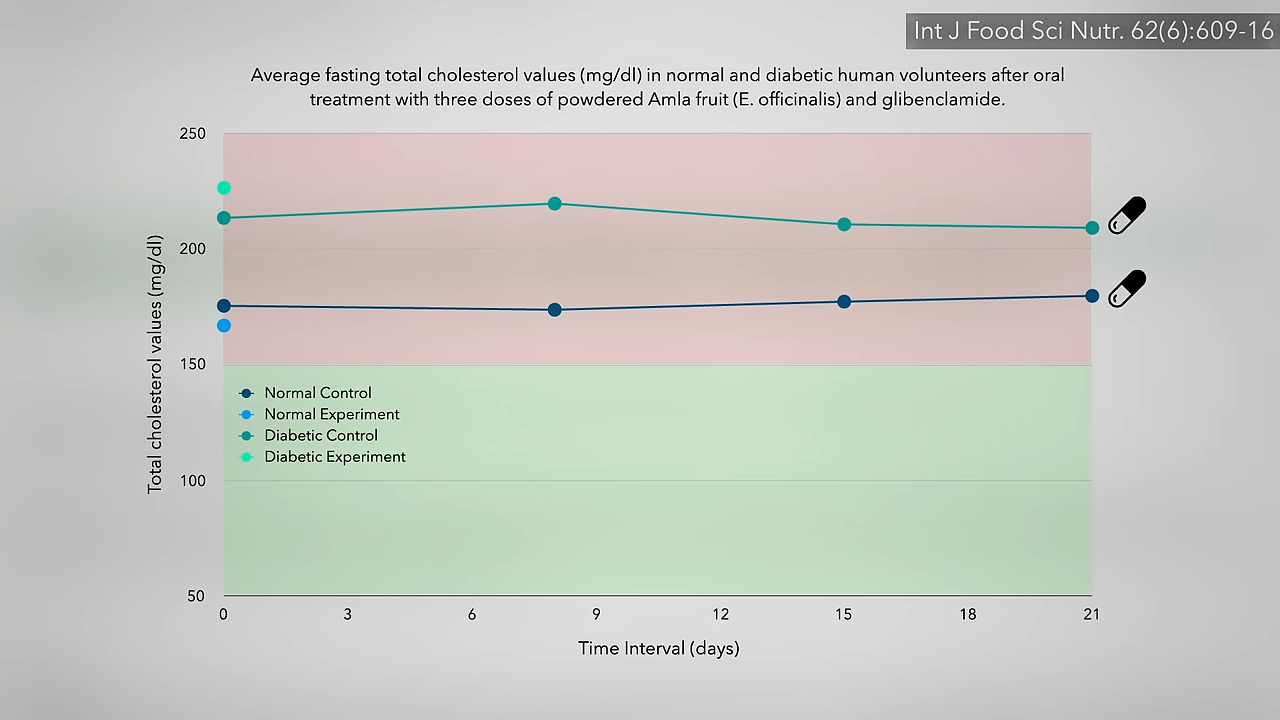 Int J Food Sci Nutr. 62(6):609-16
Average fasting total cholesterol values (mg/dl) in normal and diabetic human volunteers after oral
treatment with three doses of powdered Amla fruit (E. officinalis) and glibenclamide.
Total cholesterol values (mg/dl)
250
200
150
100
50
Normal Control
Normal Experiment
Diabetic Control
Diabetic Experiment
0 3 6 9 12 15 18 21
Time Interval (days)